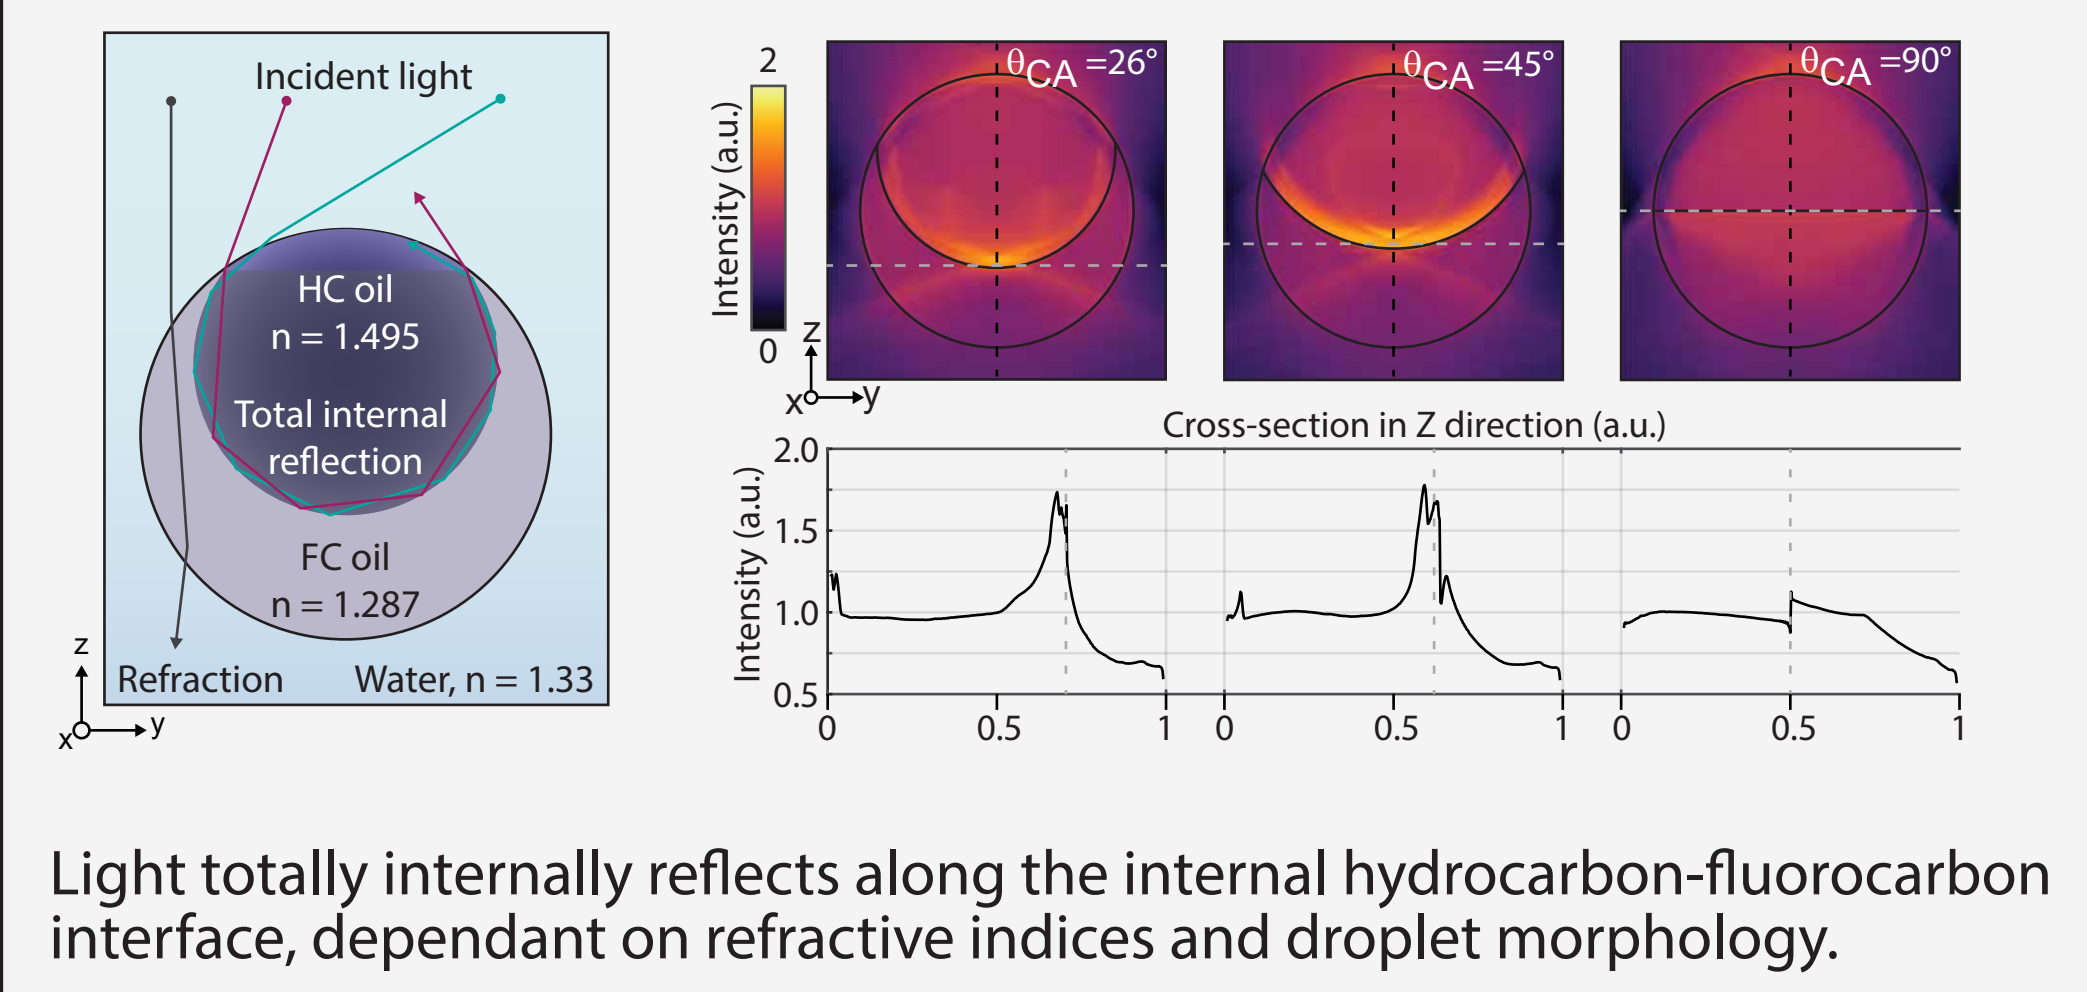 Incident light
HC oil
n = 1.495
Total internal
reflection
FC oil
n = 1.287
Refraction
Water, n = 1.33
z
x
y
2
Intensity (a.u.)
0
z
x
y
θCA =26°
θCA =45°
θCA =90°
Cross-section in Z direction (a.u.)
Intensity (a.u.)
2.0
1.5
1.0
0.5
0 0.5 1 0 0.5 1 0 0.5 1
Light totally internally reflects along the internal hydrocarbon-fluorocarbon
interface, dependant on refractive indices and droplet morphology.